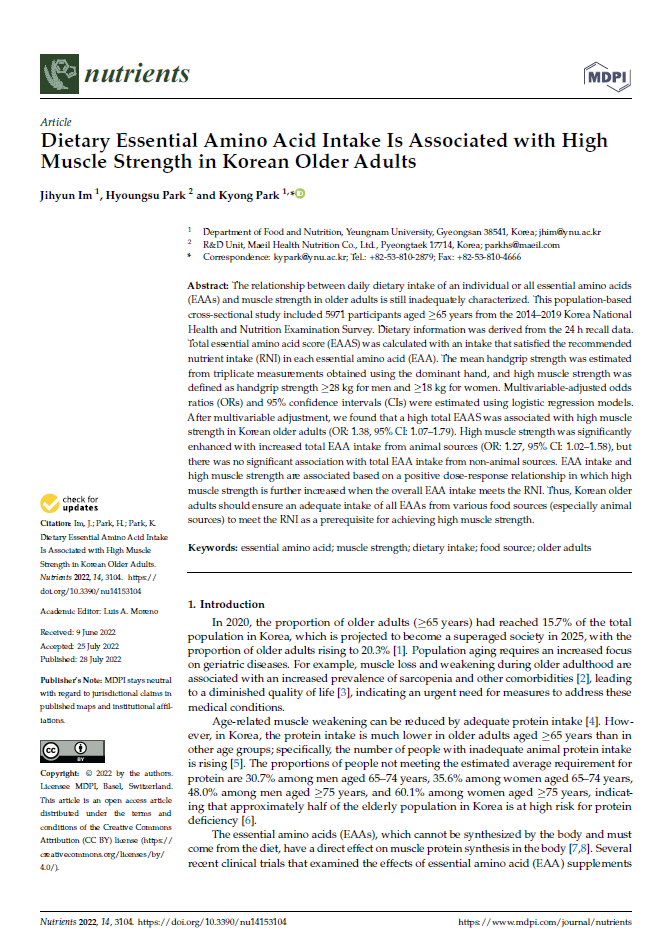 nutrients
MDPI
Article
Dietary Essential Amino Acid Intake Is Associated with High
Muscle Strength in Korean Older Adults
Jihyun Im 1, Hyoungsu Park 2 and Kyong Park 1,*
1 Department of Food and Nutrition, Yeungnam University, Gyeongsan 38541, Korea; jhim@ynu.ac.kr
2 R&D Unit, Maeil Health Nutrition Co., Ltd., Pyeongtaek 17714, Korea; parkhs@maeil.com
* Correspondence: kypark@ynu.ac.kr; Tel.: +82-53-810-2879; Fax: +82-53-810-4666
Abstract: The relationship between daily dietary intake of an individual or all essential amino acids
(EAAs) and muscle strength in older adults is still inadequately characterized. This population-based
cross-sectional study included 5971 participants aged ≥65 years from the 2014–2019 Korea National
Health and Nutrition Examination Survey. Dietary information was derived from the 24 h recall data.
Total essential amino acid score (EAAS) was calculated with an intake that satisfied the recommended
nutrient intake (RNI) in each essential amino acid (EAA). The mean handgrip strength was estimated
from triplicate measurements obtained using the dominant hand, and high muscle strength was
defined as handgrip strength ≥28 kg for men and ≥18 kg for women. Multivariable-adjusted odds
ratios (ORs) and 95% confidence intervals (CIs) were estimated using logistic regression models.
After multivariable adjustment, we found that a high total EAAS was associated with high muscle
strength in Korean older adults (OR: 1.38, 95% CI: 1.07–1.79). High muscle strength was significantly
enhanced with increased total EAA intake from animal sources (OR: 1.27, 95% CI: 1.02–1.58), but
there was no significant association with total EAA intake from non-animal sources. EAA intake and
high muscle strength are associated based on a positive dose-response relationship in which high
muscle strength is further increased when the overall EAA intake meets the RNI. Thus, Korean older
adults should ensure an adequate intake of all EAAs from various food sources (especially animal
sources) to meet the RNI as a prerequisite for achieving high muscle strength.
Keywords: essential amino acid; muscle strength; dietary intake; food source; older adults
check for
updates
Citation: Im, J.; Park, H.; Park, K.
Dietary Essential Amino Acid Intake
Is Associated with High Muscle
Strength in Korean Older Adults.
Nutrients 2022, 14, 3104. https://
doi.org/10.3390/nu14153104
Academic Editor: Luis A. Moreno
Received: 9 June 2022
Accepted: 25 July 2022
Published: 28 July 2022
Publisher's Note: MDPI stays neutral
with regard to jurisdictional claims in
published maps and institutional affil-
iations.
cc BY
Copyright: © 2022 by the authors.
Licensee MDPI, Basel, Switzerland.
This article is an open access article
distributed under the terms and
conditions of the Creative Commons
Attribution (CC BY) license (https://
creativecommons.org/licenses/by/
4.0/).
1. Introduction
In 2020, the proportion of older adults (≥65 years) had reached 15.7% of the total
population in Korea, which is projected to become a superaged society in 2025, with the
proportion of older adults rising to 20.3% [1]. Population aging requires an increased focus
on geriatric diseases. For example, muscle loss and weakening during older adulthood are
associated with an increased prevalence of sarcopenia and other comorbidities [2], leading
to a diminished quality of life [3], indicating an urgent need for measures to address these
medical conditions.
Age-related muscle weakening can be reduced by adequate protein intake [4]. How-
ever, in Korea, the protein intake is much lower in older adults aged ≥65 years than in
other age groups; specifically, the number of people with inadequate animal protein intake
is rising [5]. The proportions of people not meeting the estimated average requirement for
protein are 30.7% among men aged 65–74 years, 35.6% among women aged 65–74 years,
48.0% among men aged ≥75 years, and 60.1% among women aged ≥75 years, indicat-
ing that approximately half of the elderly population in Korea is at high risk for protein
deficiency [6].
The essential amino acids (EAAs), which cannot be synthesized by the body and must
come from the diet, have a direct effect on muscle protein synthesis in the body [7,8]. Several
recent clinical trials that examined the effects of essential amino acid (EAA) supplements
Nutrients 2022, 14, 3104. https://doi.org/10.3390/nu14153104
https://www.mdpi.com/journal/nutrients